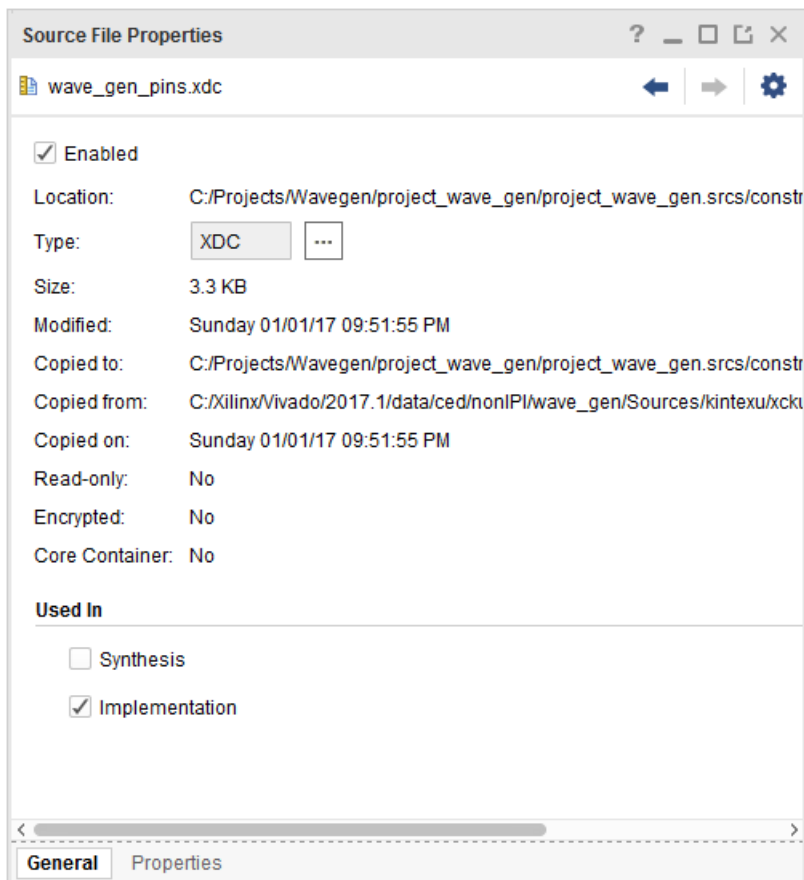 Source File Properties ?
wave_gen_pins.xdc
Enabled
Location: C:/Projects/Wavegen/project_wave_gen/project_wave_gen.srcs/constr
Type: XDC ...
Size: 3.3 KB
Modified: Sunday 01/01/17 09:51:55 PM
Copied to: C:/Projects/Wavegen/project_wave_gen/project_wave_gen.srcs/constr
Copied from: C:/Xilinx/Vivado/2017.1/data/ced/nonIPI/wave_gen/Sources/kintexu/xcku
Copied on: Sunday 01/01/17 09:51:55 PM
Read-only: No
Encrypted: No
Core Container: No
Used In
Synthesis
Implementation
General Properties